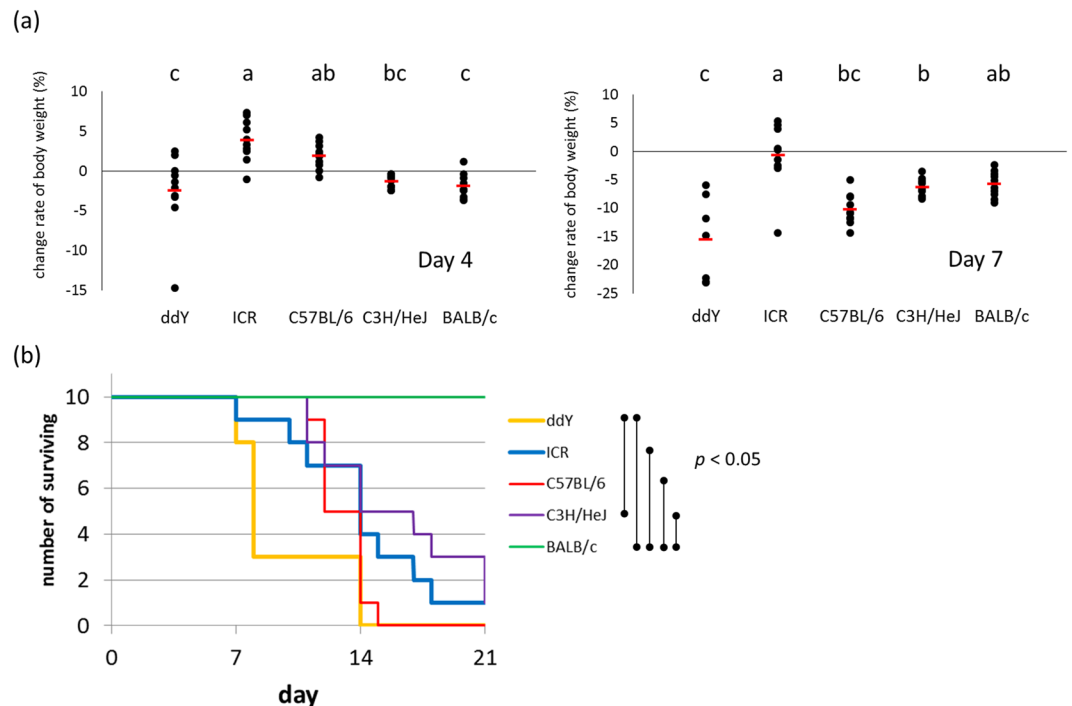 (a)
c a ab bc c
change rate of body weight (%)
10
5
0
-5
-10
-15
Day 4
ddY ICR C57BL/6 C3H/HeJ BALB/c
c a bc b ab
change rate of body weight (%)
10
5
0
-5
-10
-15
-20
-25
Day 7
ddY ICR C57BL/6 C3H/HeJ BALB/c
(b)
number of surviving
10
8
6
4
2
0
0 7 14 21
day
ddY
ICR
C57BL/6
C3H/HeJ
BALB/c
p < 0.05